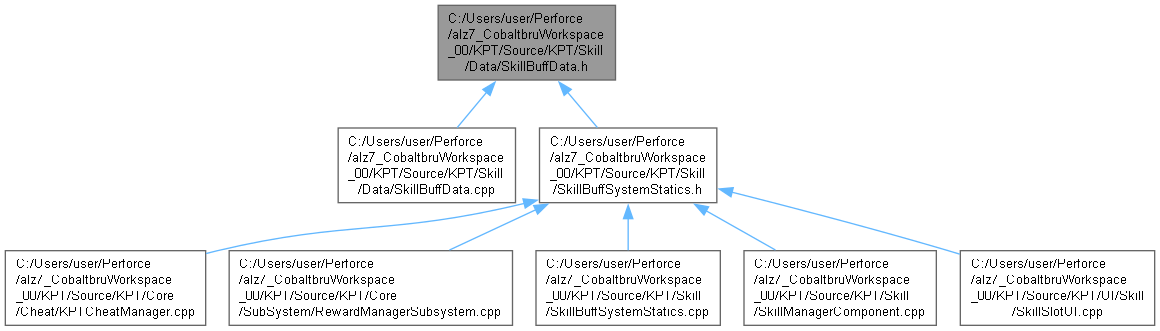 C:/Users/user/Perforce
/alz7_CobaltbruWorkspace
_00/KPT/Source/KPT/Skill
/Data/SkillBuffData.h
C:/Users/user/Perforce
/alz7_CobaltbruWorkspace
_00/KPT/Source/KPT/Skill
/Data/SkillBuffData.cpp
C:/Users/user/Perforce
/alz7_CobaltbruWorkspace
_00/KPT/Source/KPT/Skill
/SkillBuffSystemStatics.h
C:/Users/user/Perforce
/alz7_CobaltbruWorkspace
_00/KPT/Source/KPT/Core
/Cheat/KPTCheatManager.cpp
C:/Users/user/Perforce
/alz7_CobaltbruWorkspace
_00/KPT/Source/KPT/Core
/SubSystem/RewardManagerSubsystem.cpp
C:/Users/user/Perforce
/alz7_CobaltbruWorkspace
_00/KPT/Source/KPT/Skill
/SkillBuffSystemStatics.cpp
C:/Users/user/Perforce
/alz7_CobaltbruWorkspace
_00/KPT/Source/KPT/Skill
/SkillManagerComponent.cpp
C:/Users/user/Perforce
/alz7_CobaltbruWorkspace
_00/KPT/Source/KPT/UI/Skill
/SkillSlotUI.cpp